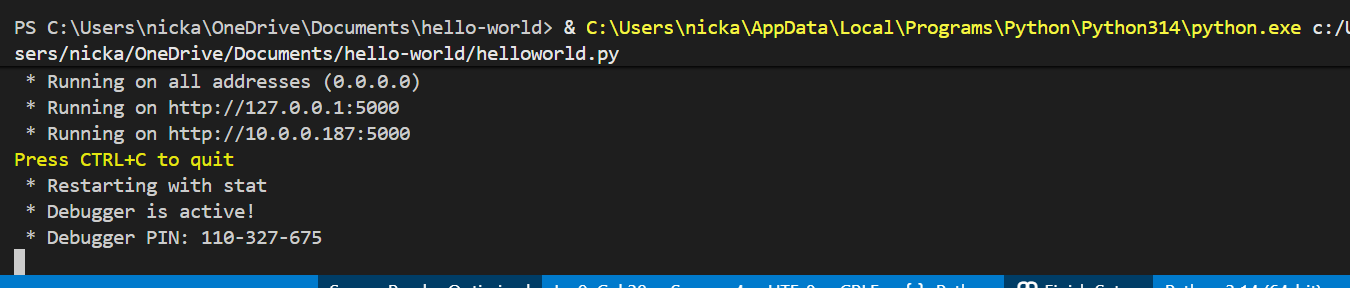 PS C:\Users\nicka\OneDrive\Documents\hello-world> & C:\Users\nicka\AppData\Local\Programs\Python\Python314\python.exe c:/U
sers/nicka/OneDrive/Documents/hello-world/helloworld.py
* Running on all addresses (0.0.0.0)
* Running on http://127.0.0.1:5000
* Running on http://10.0.0.187:5000
Press CTRL+C to quit
* Restarting with stat
* Debugger is active!
* Debugger PIN: 110-327-675